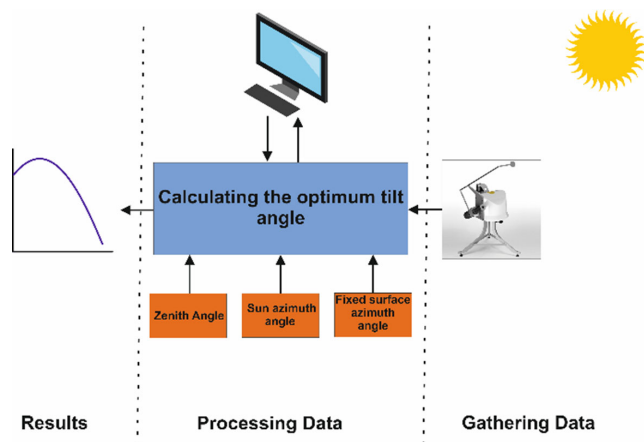 Calculating the optimum tilt
angle
Zenith Angle
Sun azimuth
angle
Fixed surface
azimuth
angle
Results
Processing Data
Gathering Data